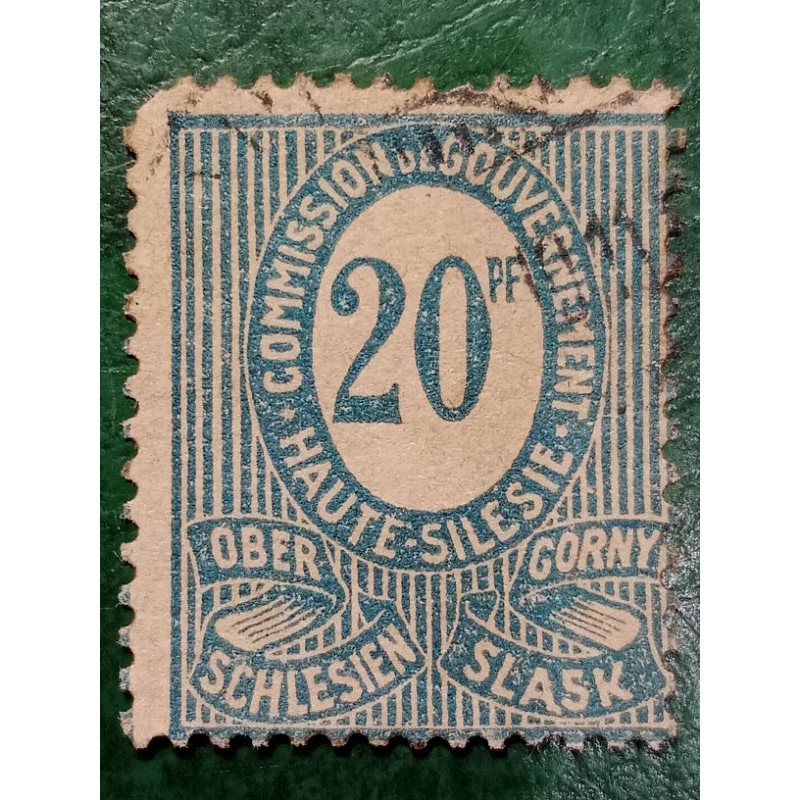 COMMISSION DE GOUVERNEMENT
20 PF
HAUTE-SILESIE
OBER
SCHLESIEN
GORNY
SLASK